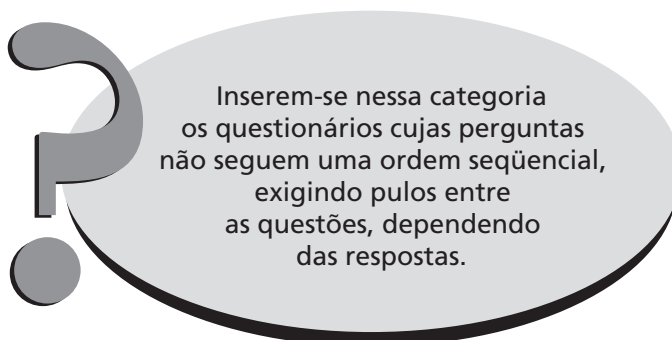 Inserem-se nessa categoria
os questionários cujas perguntas
não seguem uma ordem seqüencial,
exigindo pulos entre
as questões, dependendo
das respostas.